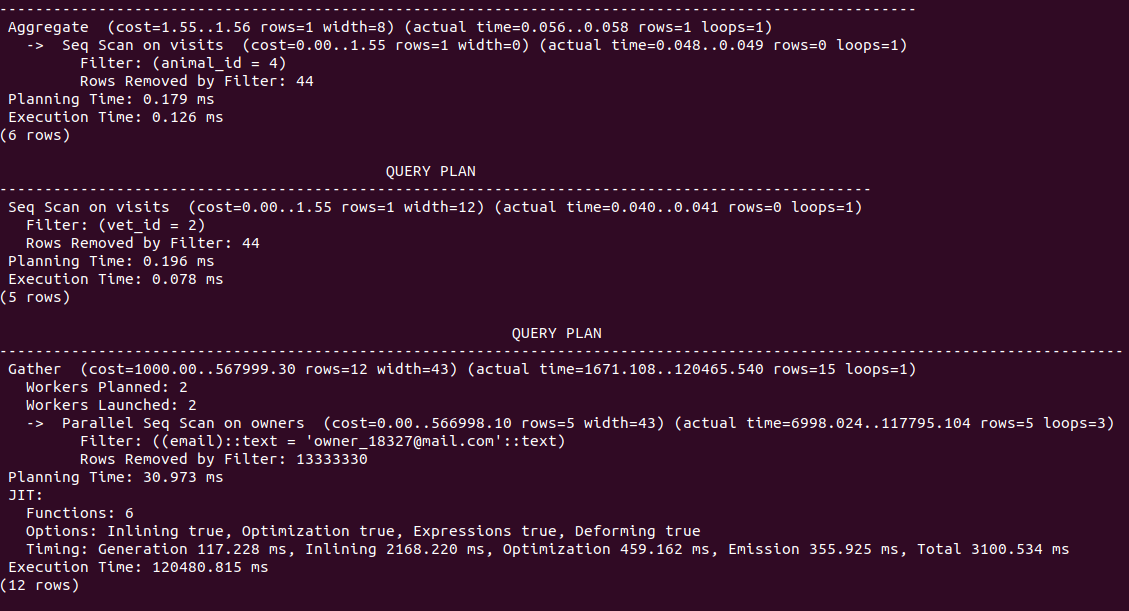 ------------------------------------------------------------------------------------------------------
 Aggregate  (cost=1.55..1.56 rows=1 width=8) (actual time=0.056..0.058 rows=1 loops=1)
   ->  Seq Scan on visits  (cost=0.00..1.55 rows=1 width=0) (actual time=0.048..0.049 rows=0 loops=1)
         Filter: (animal_id = 4)
         Rows Removed by Filter: 44
 Planning Time: 0.179 ms
 Execution Time: 0.126 ms
(6 rows)
                                           QUERY PLAN
-------------------------------------------------------------------------------------------------
 Seq Scan on visits  (cost=0.00..1.55 rows=1 width=12) (actual time=0.040..0.041 rows=0 loops=1)
   Filter: (vet_id = 2)
   Rows Removed by Filter: 44
 Planning Time: 0.196 ms
 Execution Time: 0.078 ms
(5 rows)
                                                         QUERY PLAN
-----------------------------------------------------------------------------------------------------------------------------
 Gather  (cost=1000.00..567999.30 rows=12 width=43) (actual time=1671.108..120465.540 rows=15 loops=1)
   Workers Planned: 2
   Workers Launched: 2
   ->  Parallel Seq Scan on owners  (cost=0.00..566998.10 rows=5 width=43) (actual time=6998.024..117795.104 rows=5 loops=3)
         Filter: ((email)::text = 'owner_18327@mail.com'::text)
         Rows Removed by Filter: 13333330
 Planning Time: 30.973 ms
 JIT:
   Functions: 6
   Options: Inlining true, Optimization true, Expressions true, Deforming true
   Timing: Generation 117.228 ms, Inlining 2168.220 ms, Optimization 459.162 ms, Emission 355.925 ms, Total 3100.534 ms
 Execution Time: 120480.815 ms
(12 rows)